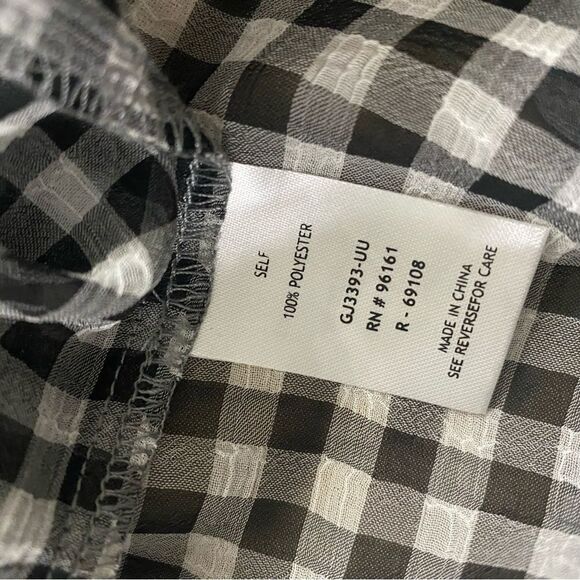 SELF
100% POLYESTER
GJ3393-UU
RN # 96161
R - 69108
MADE IN CHINA
SEE REVERSEFOR CARE